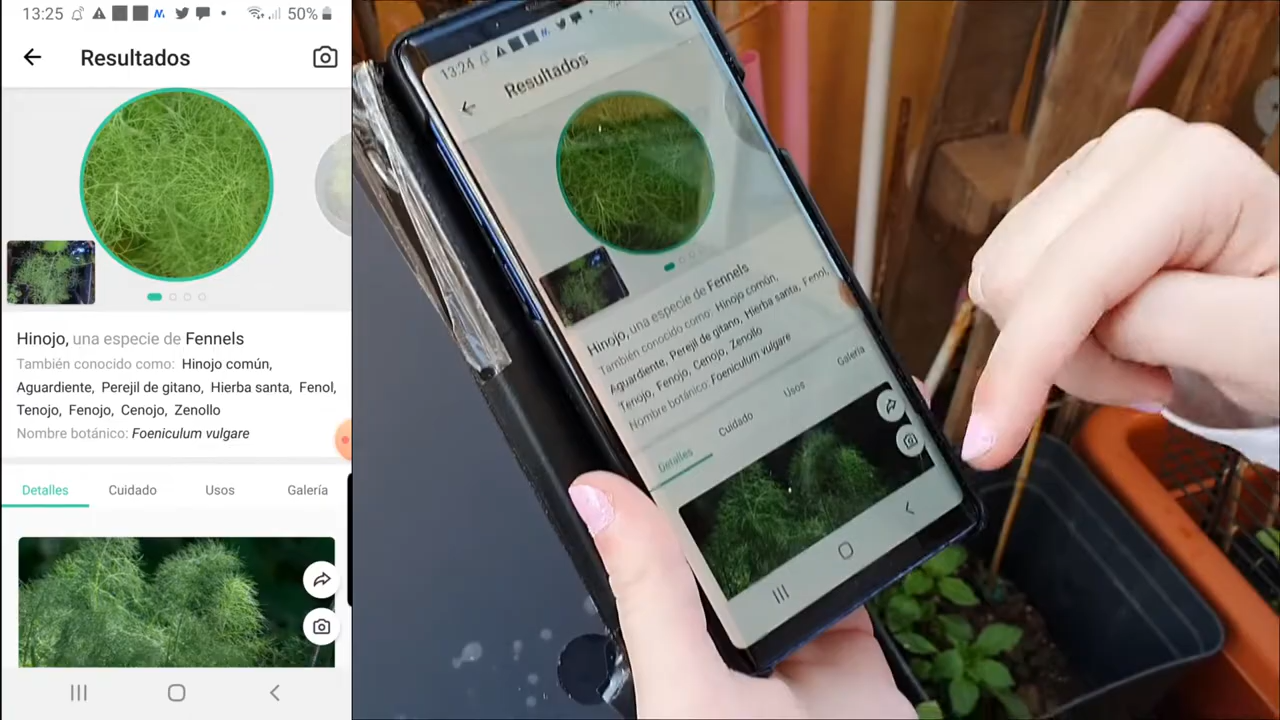 13:25
50%
Resultados
Hinojo, una especie de Fennels
También conocido como: Hinojo común,
Aguardiente, Perejil de gitano, Hierba santa, Fenol,
Tenojo, Fenojo, Cenojo, Zenollo
Nombre botánico: Foeniculum vulgare
Detalles Cuidado Usos Galería
13:24
Resultados
Hinojo, una especie de Fennels
También conocido como: Hinojo común,
Aguardiente, Perejil de gitano, Hierba santa, Fenol,
Tenojo, Fenojo, Cenojo, Zenollo
Nombre botánico: Foeniculum vulgare
Detalles Cuidado Usos Galería